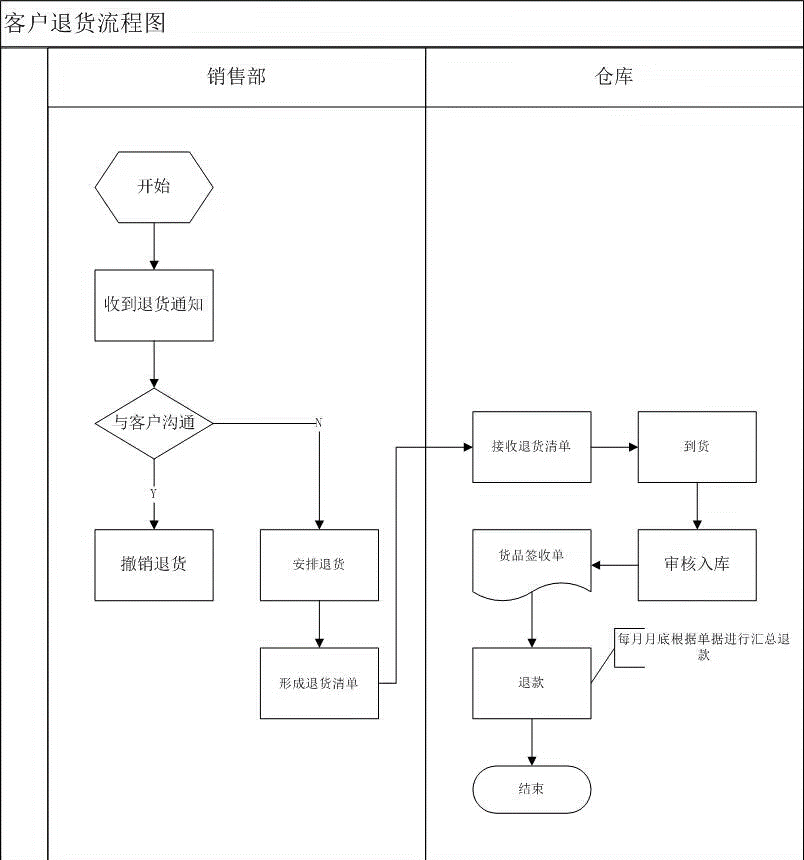 客户退货流程图
销售部
仓库
开始
收到退货通知
与客户沟通
N
Y
撤销退货
安排退货
形成退货清单
接收退货清单
到货
货品签收单
审核入库
每月月底根据单据进行汇总退
款
退款
结束